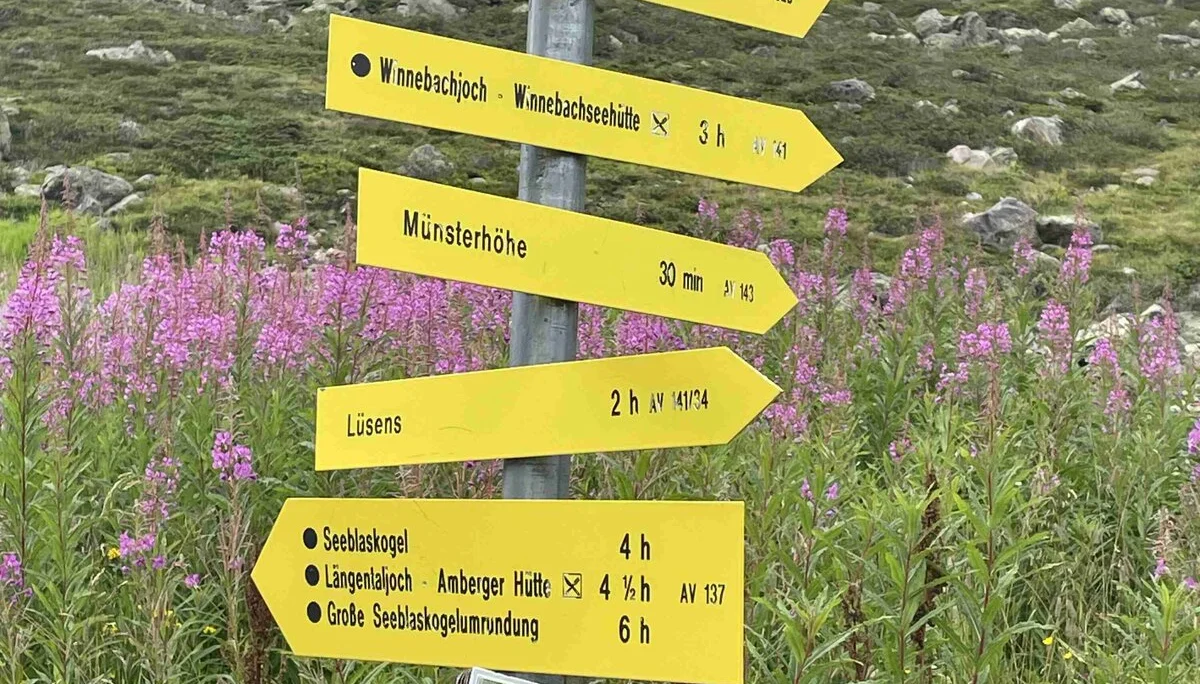 Winnebachjoch - Winnebachseehütte 3 h AV 141
Münsterhöhe 30 min AV 143
Lüsens 2 h AV 141/34
Seeblaskogel 4 h
Längentaljoch - Amberger Hütte 4 ½ h AV 137
Große Seeblaskogelumrundung 6 h